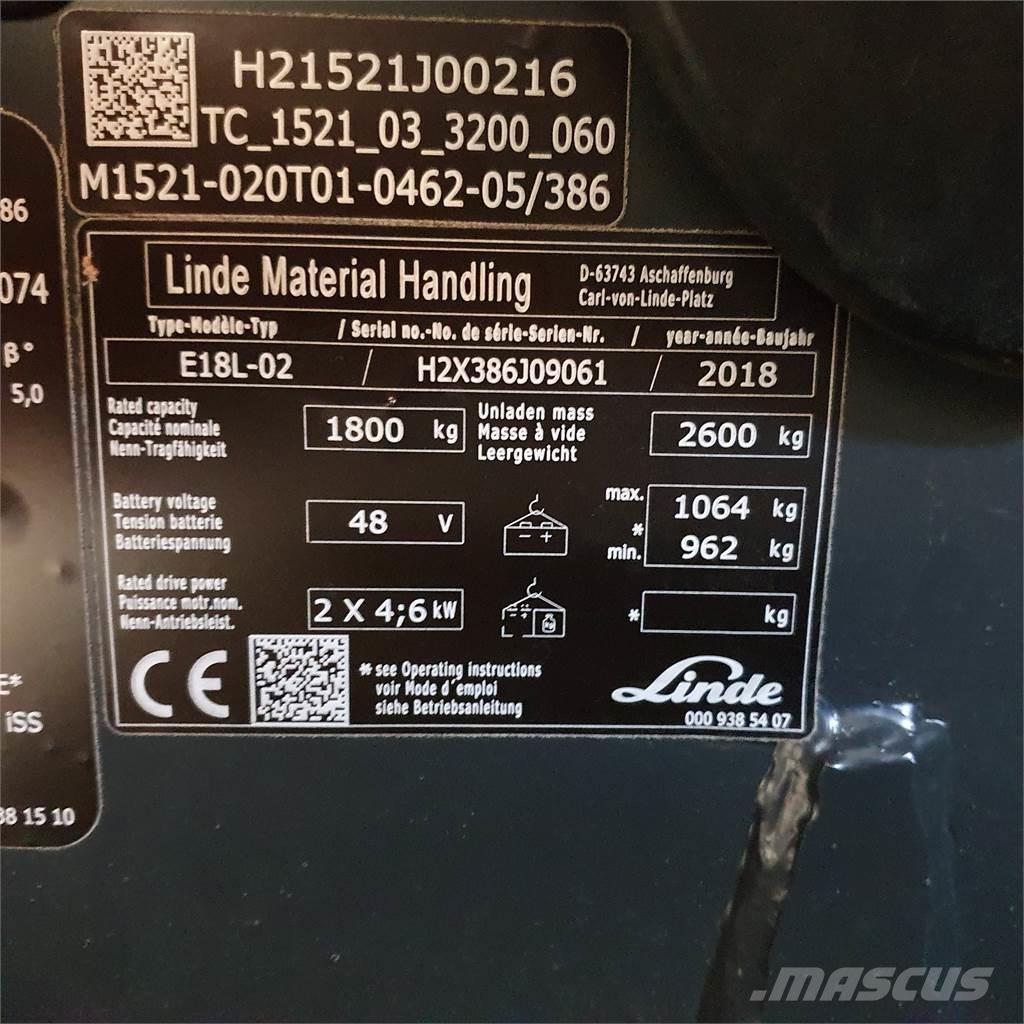 H21521J00216
TC_1521_03_3200_060
M1521-020T01-0462-05/386
86
074
β°
5,0
E*
iSS
38 15 10
Linde Material Handling
D-63743 Aschaffenburg
Carl-von-Linde-Platz
Type-Modèle-Typ / Serial no.-No. de série-Serien-Nr. / year-année-Baujahr
E18L-02 / H2X386J09061 / 2018
Rated capacity
Capacité nominale
Nenn-Tragfähigkeit
1800 kg
Unladen mass
Masse à vide
Leergewicht
2600 kg
Battery voltage
Tension batterie
Batteriespannung
48 V
- +
max. 1064 kg
*
min. 962 kg
Rated drive power
Puissance motr.nom.
Nenn-Antriebsleist.
2 X 4;6 kW
kg
* kg
CE
* see Operating instructions
voir Mode d'emploi
siehe Betriebsanleitung
Linde
000 938 54 07
.MASCUS